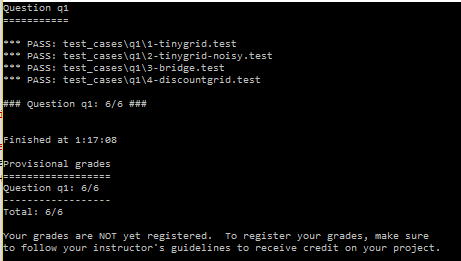 Question q1
===========
*** PASS: test_cases\q1\1-tinygrid.test
*** PASS: test_cases\q1\2-tinygrid-noisy.test
*** PASS: test_cases\q1\3-bridge.test
*** PASS: test_cases\q1\4-discountgrid.test
### Question q1: 6/6 ###
Finished at 1:17:08
Provisional grades
==================
Question q1: 6/6
------------------
Total: 6/6
Your grades are NOT yet registered.  To register your grades, make sure
to follow your instructor's guidelines to receive credit on your project.